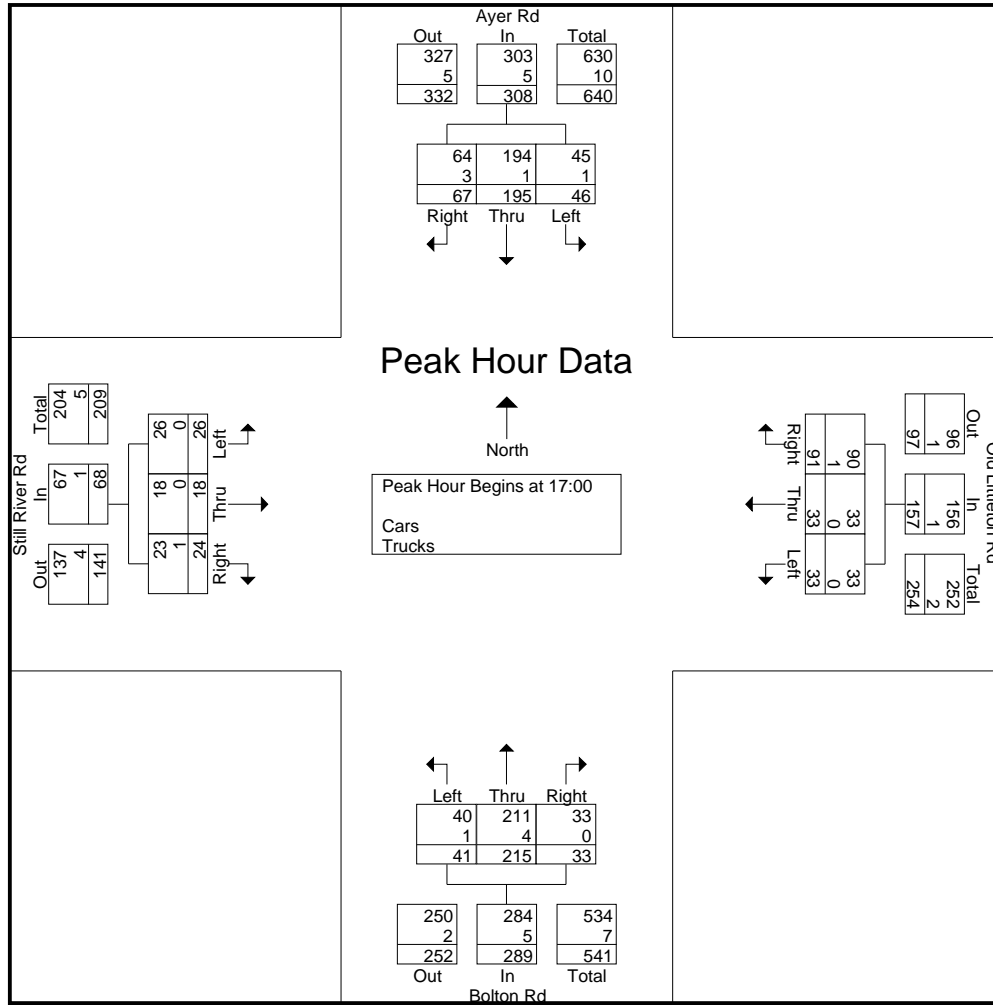 Ayer Rd
Out In Total
327 303 630
5 5 10
332 308 640
64 194 45
3 1 1
67 195 46
Right Thru Left
Peak Hour Data
North
Peak Hour Begins at 17:00
Cars
Trucks
Still River Rd
Total In Out
204 67 137
5 1 4
209 68 141
26 18 23
0 0 1
26 18 24
Left Thru Right
Old Littleton Rd
Out In Total
96 156 252
1 1 2
97 157 254
90 33 33
1 0 0
91 33 33
Right Thru Left
Left Thru Right
40 211 33
1 4 0
41 215 33
250 284 534
2 5 7
252 289 541
Out In Total
Bolton Rd